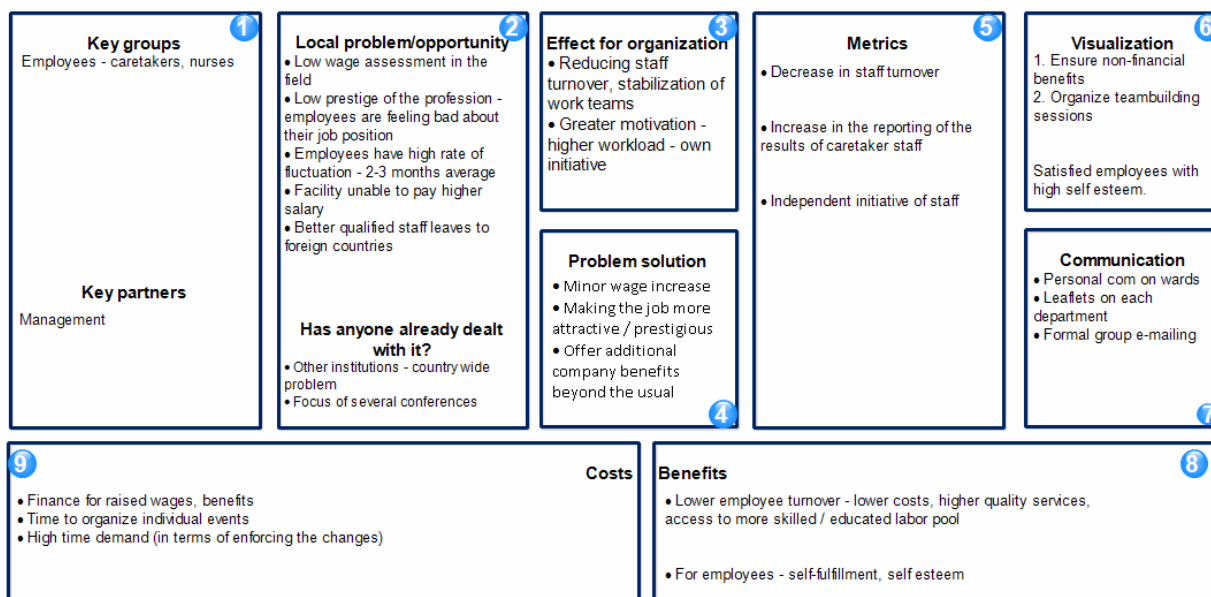 1
Key groups
Employees - caretakers, nurses
Key partners
Management
2
Local problem/opportunity
• Low wage assessment in the
field
• Low prestige of the profession -
employees are feeling bad about
their job position
• Employees have high rate of
fluctuation - 2-3 months average
• Facility unable to pay higher
salary
• Better qualified staff leaves to
foreign countries
Has anyone already dealt
with it?
• Other institutions - country wide
problem
• Focus of several conferences
3
Effect for organization
• Reducing staff
turnover, stabilization of
work teams
• Greater motivation -
higher workload - own
initiative
Problem solution
• Minor wage increase
• Making the job more
attractive / prestigious
• Offer additional
company benefits
beyond the usual
4
5
Metrics
• Decrease in staff turnover
• Increase in the reporting of the
results of caretaker staff
• Independent initiative of staff
6
Visualization
1. Ensure non-financial
benefits
2. Organize teambuilding
sessions
Satisfied employees with
high self esteem.
Communication
• Personal com on wards
• Leaflets on each
department
• Formal group e-mailing
7
9
Costs
• Finance for raised wages, benefits
• Time to organize individual events
• High time demand (in terms of enforcing the changes)
8
Benefits
• Lower employee turnover - lower costs, higher quality services,
access to more skilled / educated labor pool
• For employees - self-fulfillment, self esteem